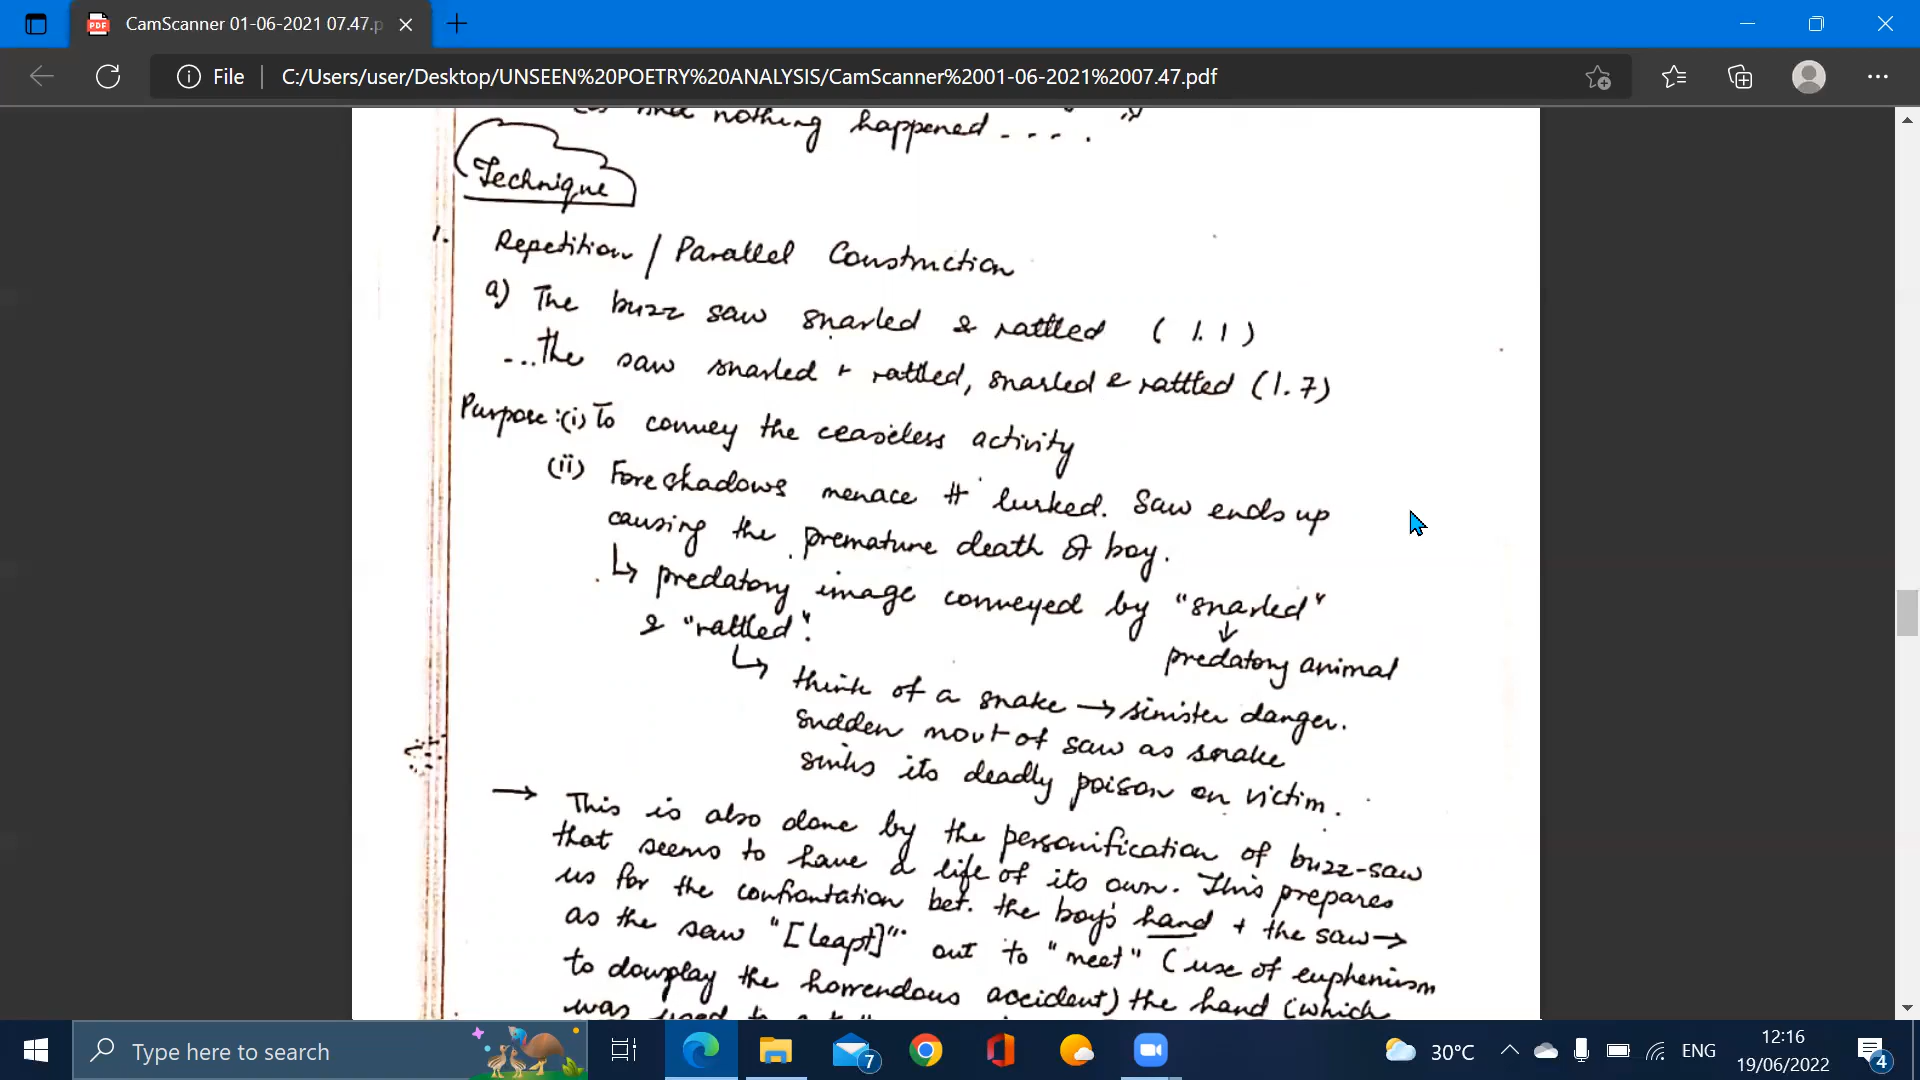 CamScanner 01-06-2021 07.47.p
File
C:/Users/user/Desktop/UNSEEN%20POETRY%20ANALYSIS/CamScanner%2001-06-2021%2007.47.pdf
nothing happened - - - . "
Technique
1. Repetition / Parallel Construction
a) The buzz saw snarled & rattled ( l. 1 )
...the saw snarled + rattled, snarled & rattled (l. 7)
Purpose: (i) To convey the ceaseless activity
(ii) Foreshadows menace tt lurked. Saw ends up
causing the premature death of boy.
↳ predatory image conveyed by "snarled"
& "rattled".
↓
predatory animal
↳ think of a snake → sinister danger.
sudden mov't of saw as snake
sinks its deadly poison on victim.
→ This is also done by the personification of buzz-saw
that seems to have a life of its own. This prepares
us for the confrontation bet. the boy's hand + the saw →
as the saw "[leapt]" out to "meet" (use of euphemism
to downplay the horrendous accident) the hand (which
was used to
Type here to search
7
30°C
ENG
12:16
19/06/2022
4